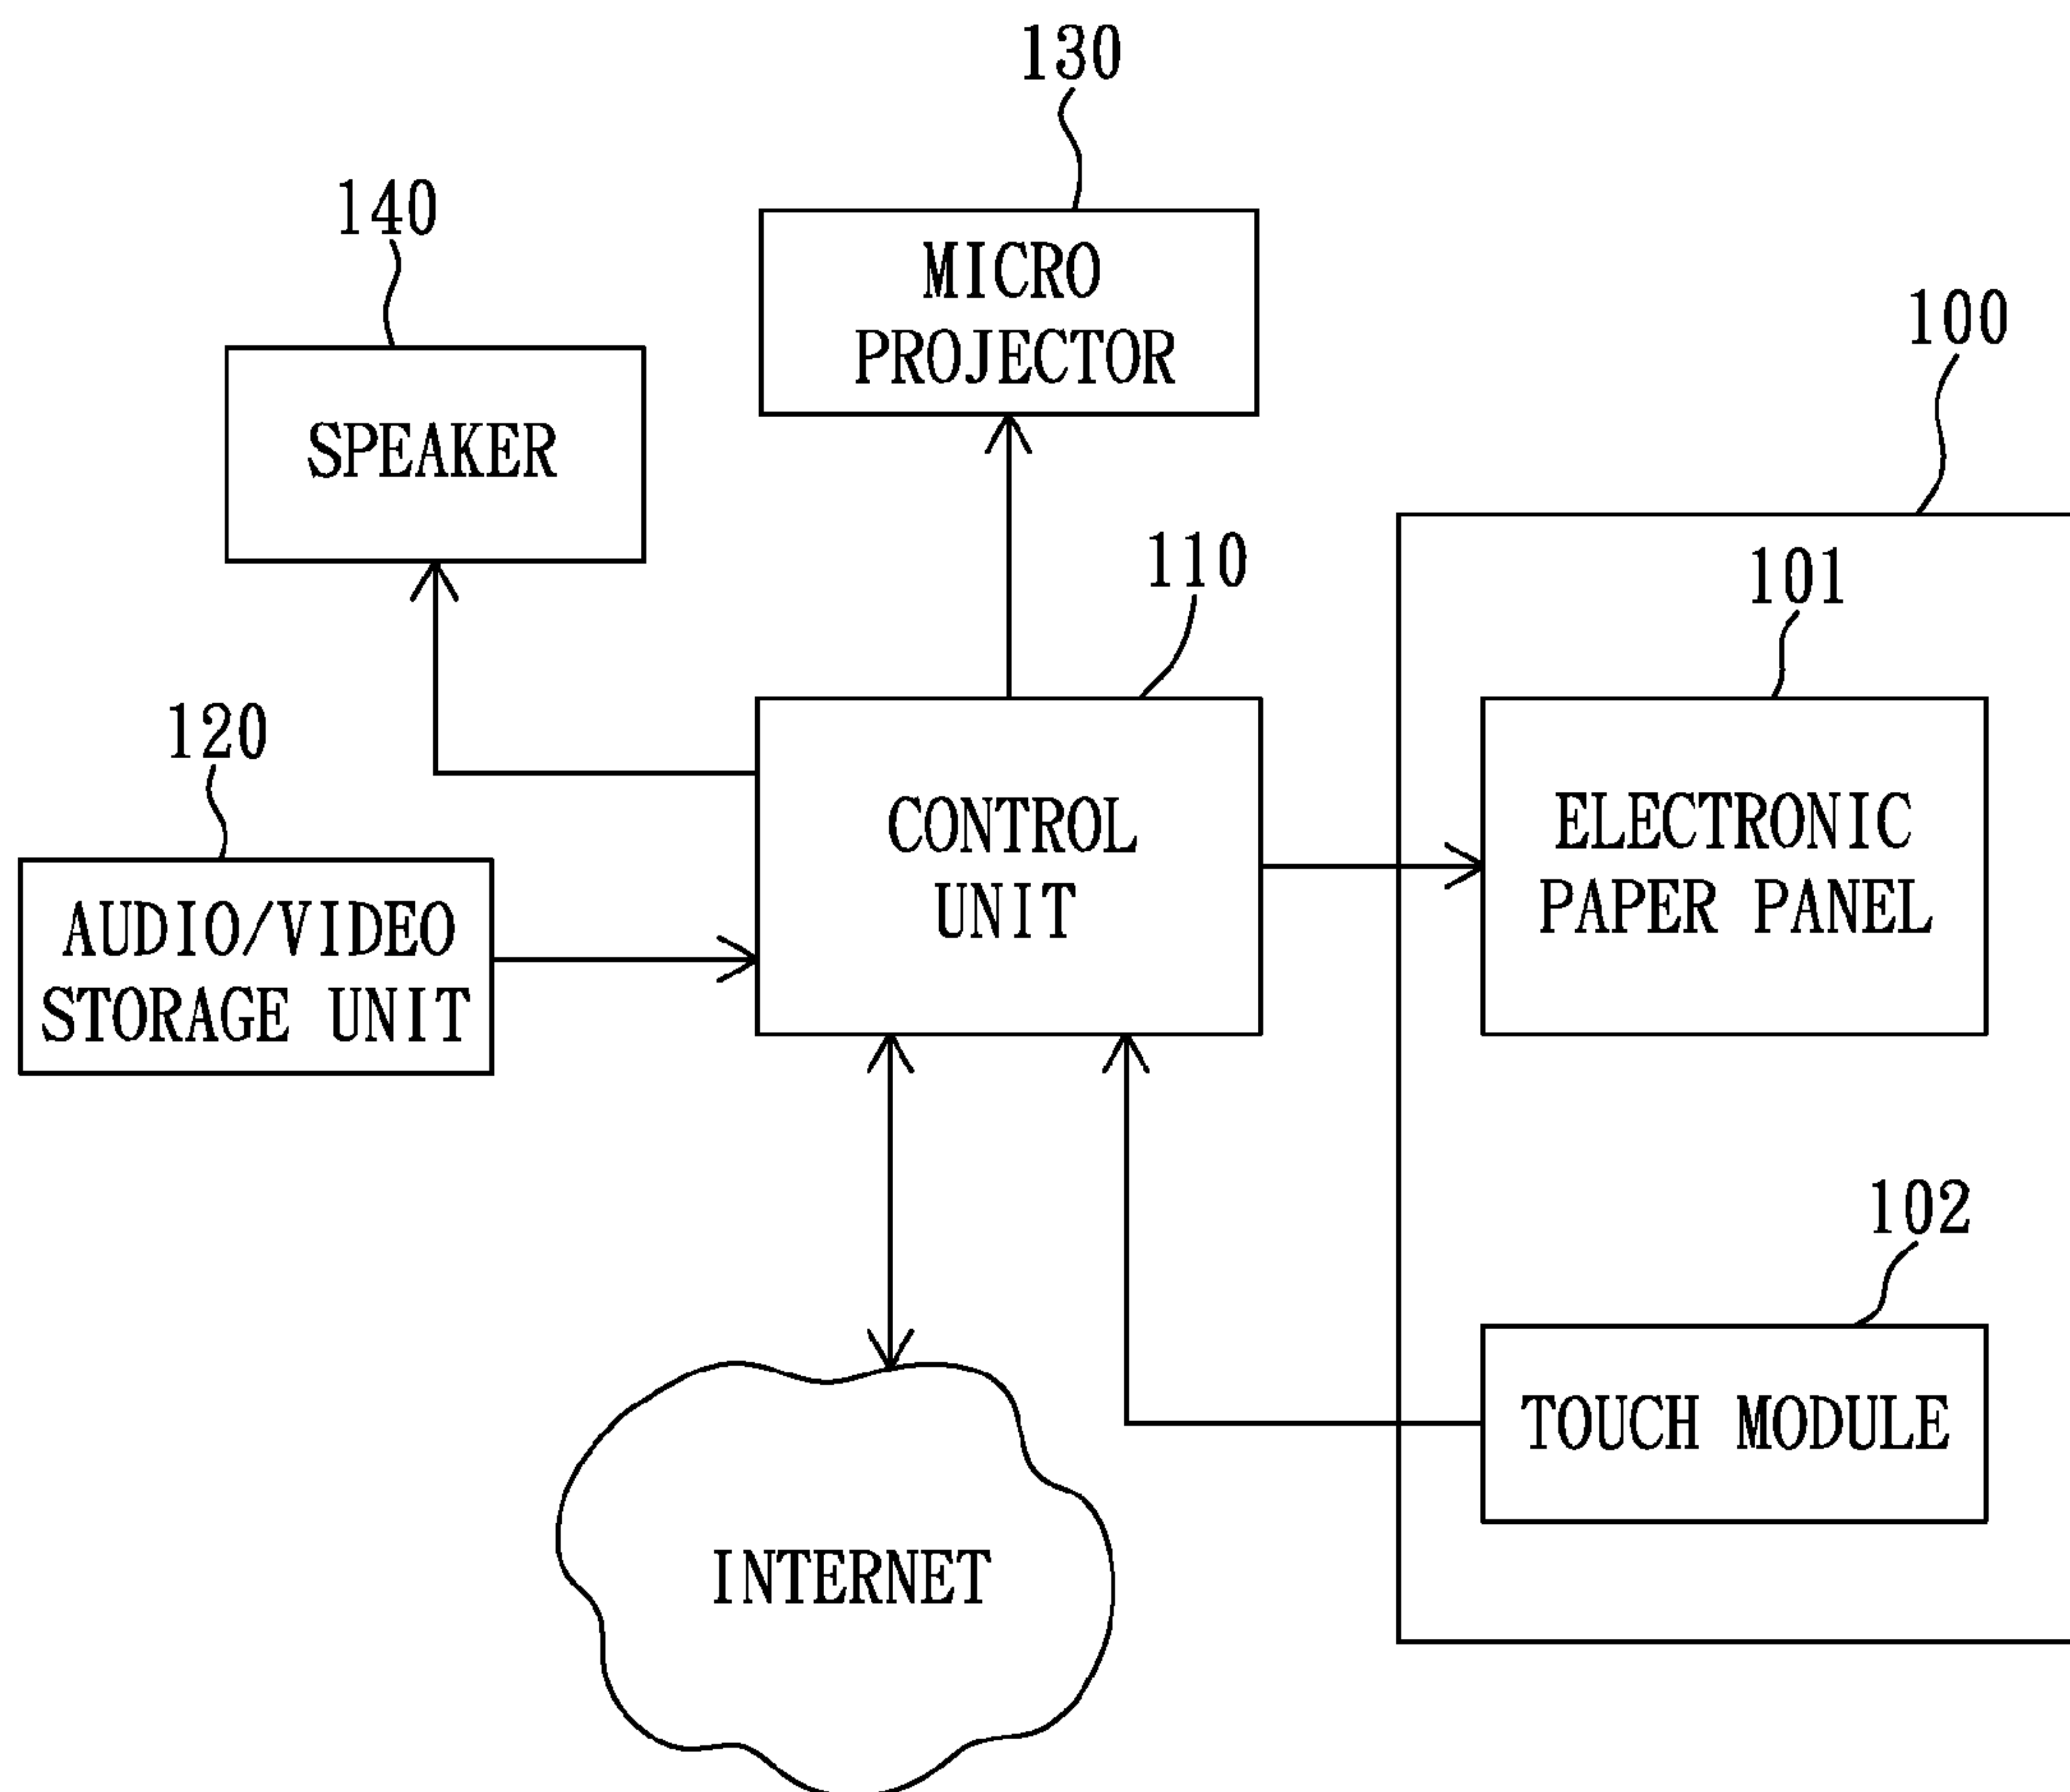 130
140
MICRO
PROJECTOR
100
SPEAKER
110
101
120
CONTROL
UNIT
ELECTRONIC
PAPER PANEL
AUDIO/VIDEO
STORAGE UNIT
102
TOUCH MODULE
INTERNET